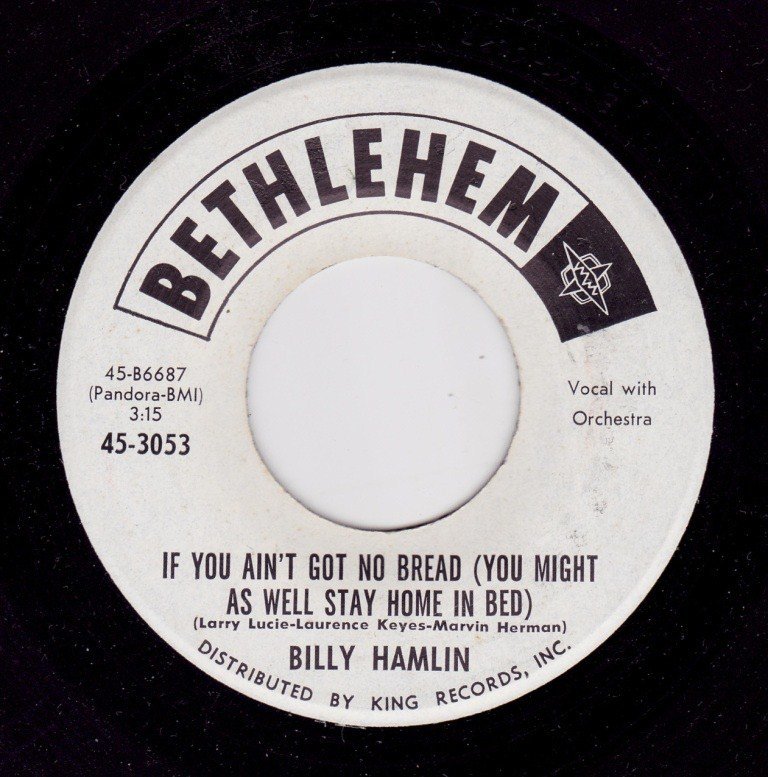 BETHLEHEM
45-B6687
(Pandora-BMI)
3:15
45-3053
Vocal with
Orchestra
IF YOU AIN'T GOT NO BREAD (YOU MIGHT
AS WELL STAY HOME IN BED)
(Larry Lucie-Laurence Keyes-Marvin Herman)
BILLY HAMLIN
DISTRIBUTED BY KING RECORDS, INC.